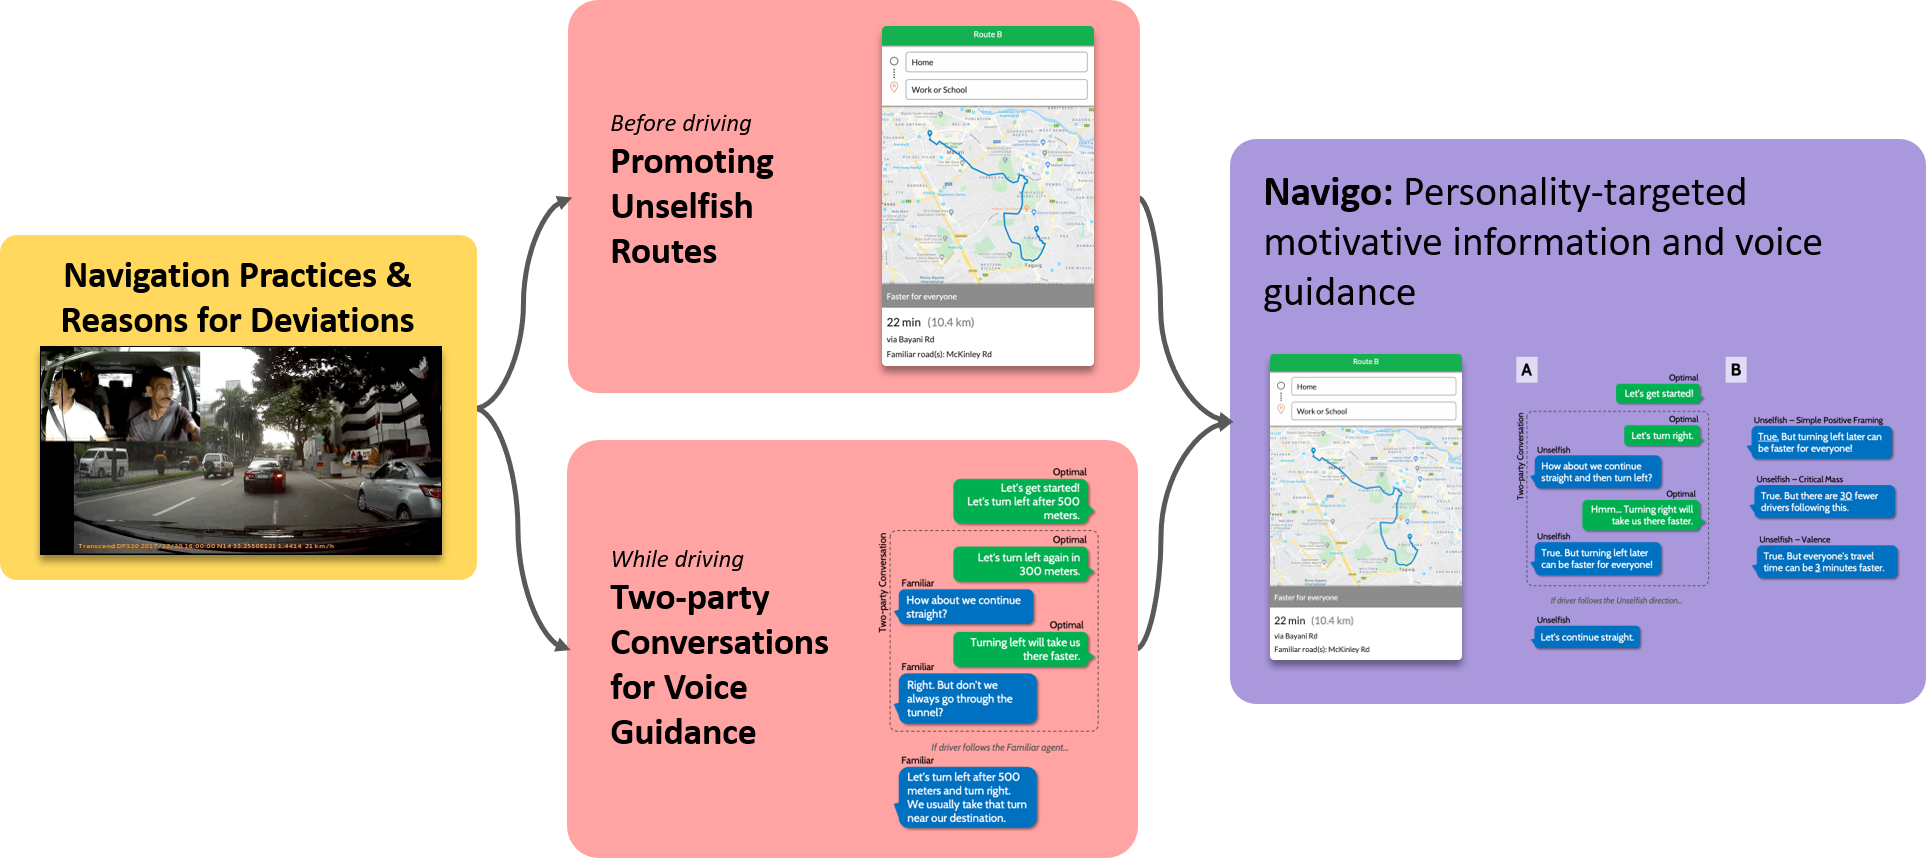 Navigation Practices &
Reasons for Deviations
Transcend DPS20 2017/12/30 16:00:00 N14 33.2550E121 1.4414 21km/h
Before driving
Promoting
Unselfish
Routes
Route B
Home
Work or School
Makati
Taguig
Faster for everyone
22 min (10.4 km)
via Bayani Rd
Familiar road(s): McKinley Rd
While driving
Two-party
Conversations
for Voice
Guidance
Optimal
Let's get started!
Let's turn left after 500
meters.
Two-party Conversation
Optimal
Let's turn left again in
300 meters.
Familiar
How about we continue
straight?
Optimal
Turning left will take us
there faster.
Familiar
Right. But don't we
always go through the
tunnel?
If driver follows the Familiar agent...
Familiar
Let's turn left after 500
meters and turn right.
We usually take that turn
near our destination.
Navigo: Personality-targeted
motivative information and voice
guidance
Route B
Home
Work or School
Makati
Taguig
Faster for everyone
22 min (10.4 km)
via Bayani Rd
Familiar road(s): McKinley Rd
A
Optimal
Let's get started!
Two-party Conversation
Optimal
Let's turn right.
Unselfish
How about we continue
straight and then turn left?
Optimal
Hmm... Turning right will
take us there faster.
Unselfish
True. But turning left later
can be faster for everyone!
If driver follows the Unselfish direction...
Unselfish
Let's continue straight.
B
Unselfish – Simple Positive Framing
True. But turning left later can
be faster for everyone!
Unselfish – Critical Mass
True. But there are 30 fewer
drivers following this.
Unselfish – Valence
True. But everyone's travel
time can be 3 minutes faster.